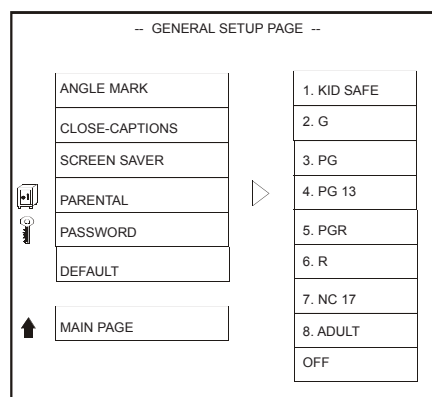 -- GENERAL SETUP PAGE --
ANGLE MARK
CLOSE-CAPTIONS
SCREEN SAVER
PARENTAL
PASSWORD
DEFAULT
MAIN PAGE
1. KID SAFE
2. G
3. PG
4. PG 13
5. PGR
6. R
7. NC 17
8. ADULT
OFF